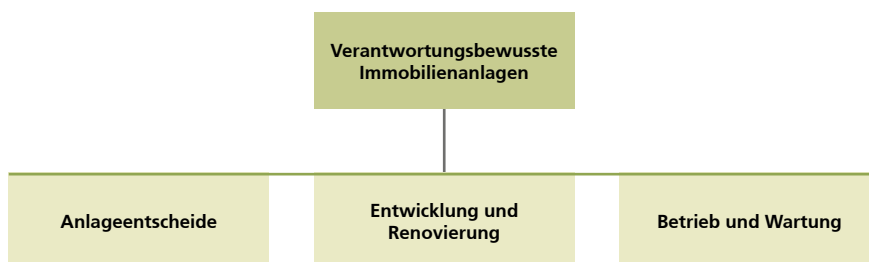 Verantwortungsbewusste
Immobilienanlagen
Anlageentscheide
Entwicklung und
Renovierung
Betrieb und Wartung